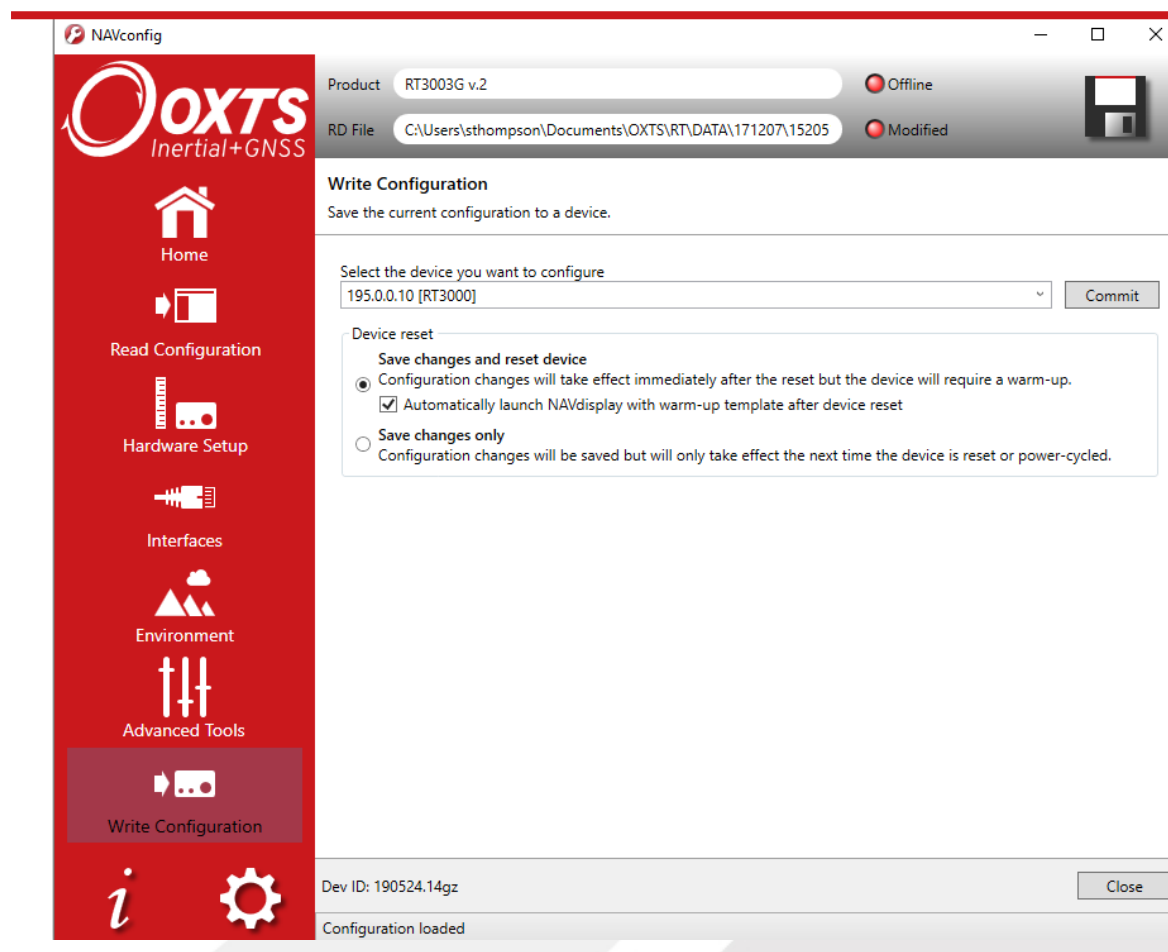 NAVconfig
OXTS
Inertial+GNSS
Product RT3003G v.2 Offline
RD File C:\Users\sthompson\Documents\OXTS\RT\DATA\171207\15205 Modified
Home
Read Configuration
Hardware Setup
Interfaces
Environment
Advanced Tools
Write Configuration
i
Write Configuration
Save the current configuration to a device.
Select the device you want to configure
195.0.0.10 [RT3000] Commit
Device reset
Save changes and reset device
Configuration changes will take effect immediately after the reset but the device will require a warm-up.
Automatically launch NAVdisplay with warm-up template after device reset
Save changes only
Configuration changes will be saved but will only take effect the next time the device is reset or power-cycled.
Dev ID: 190524.14gz Close
Configuration loaded